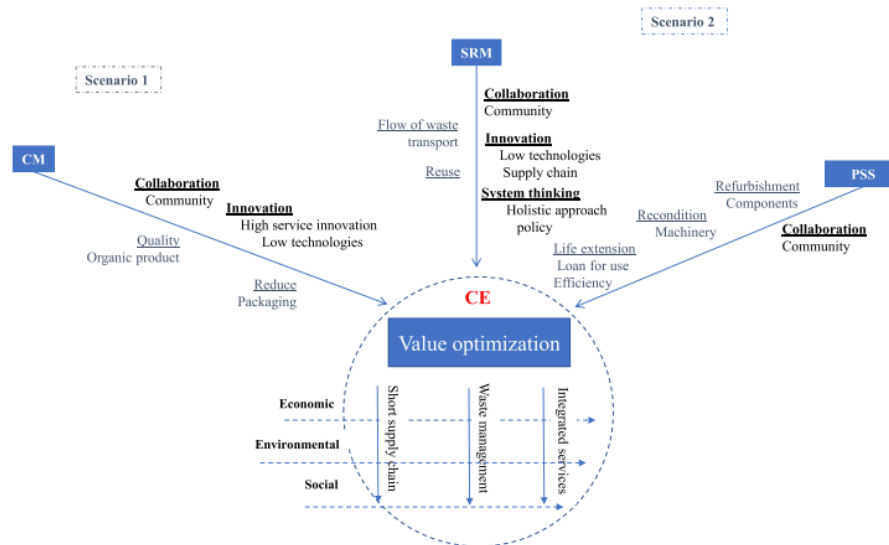 Scenario 2
SRM
Scenario 1
Collaboration
Community
Flow of waste
transport
Innovation
Low technologies
Supply chain
Reuse
System thinking
Holistic approach
policy
CM
Collaboration
Community
Innovation
High service innovation
Low technologies
Quality
Organic product
Reduce
Packaging
PSS
Refurbishment
Components
Recondition
Machinery
Collaboration
Community
Life extension
Loan for use
Efficiency
CE
Value optimization
Economic
Environmental
Social
Short supply chain
Waste management
Integrated services